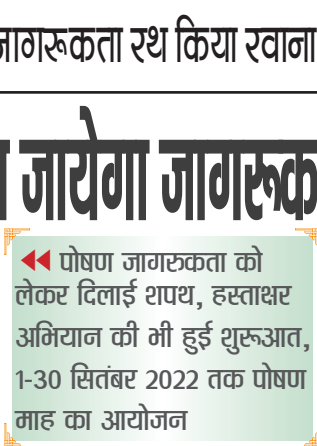 जागरूकता रथ किया रवाना
जायेगा जागरूक
पोषण जागरुकता को
लेकर दिलाई शपथ, हस्ताक्षर
अभियान की भी हुई शुरूआत,
1-30 सितंबर 2022 तक पोषण
माह का आयोजन